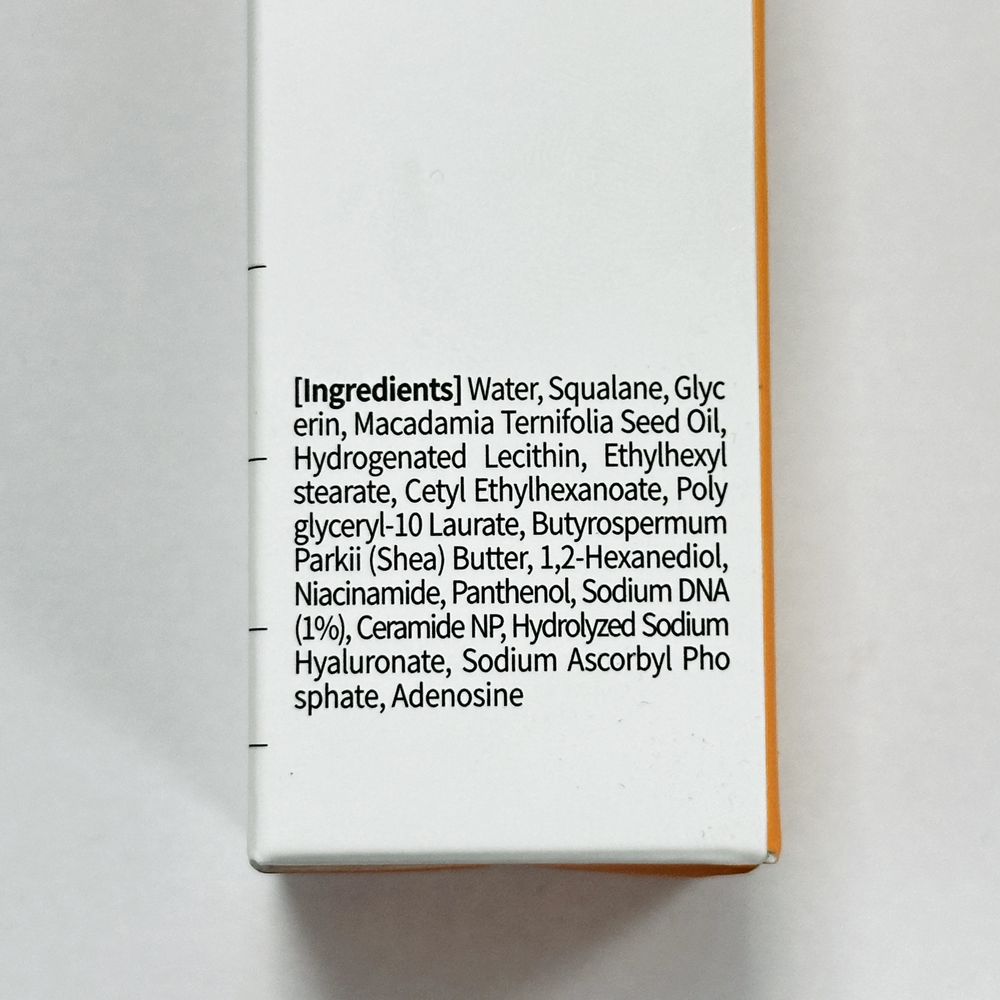 [Ingredients] Water, Squalane, Glyc
erin, Macadamia Ternifolia Seed Oil,
Hydrogenated Lecithin, Ethylhexyl
stearate, Cetyl Ethylhexanoate, Poly
glyceryl-10 Laurate, Butyrospermum
Parkii (Shea) Butter, 1,2-Hexanediol,
Niacinamide, Panthenol, Sodium DNA
(1%), Ceramide NP, Hydrolyzed Sodium
Hyaluronate, Sodium Ascorbyl Pho
sphate, Adenosine